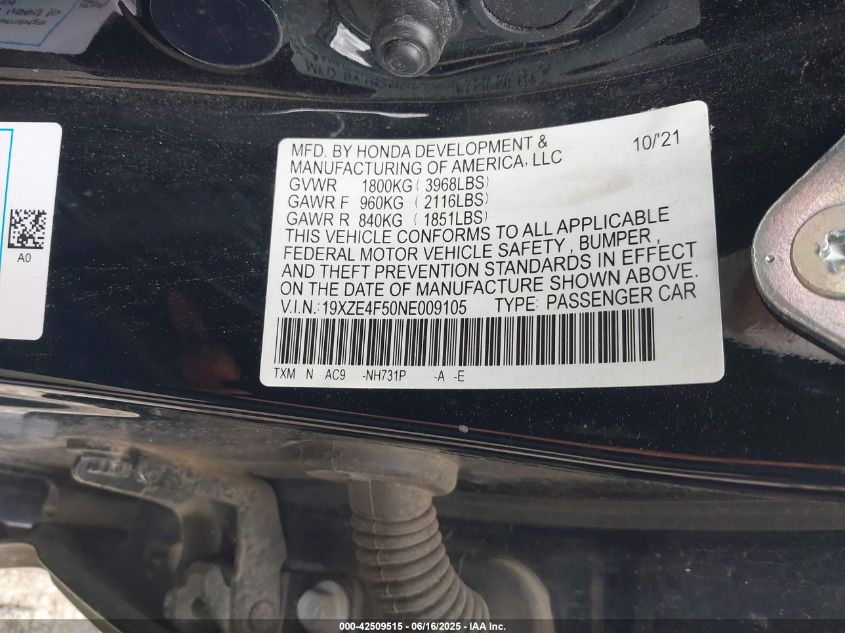 MFD. BY HONDA DEVELOPMENT & 10/'21
MANUFACTURING OF AMERICA, LLC
GVWR 1800KG ( 3968LBS)
GAWR F 960KG ( 2116LBS)
GAWR R 840KG ( 1851LBS)
THIS VEHICLE CONFORMS TO ALL APPLICABLE
FEDERAL MOTOR VEHICLE SAFETY , BUMPER ,
AND THEFT PREVENTION STANDARDS IN EFFECT
ON THE DATE OF MANUFACTURE SHOWN ABOVE.
V.I.N.: 19XZE4F50NE009105 TYPE: PASSENGER CAR
TXM N AC9 -NH731P -A -E
A0
000-42509515 - 06/16/2025 - IAA Inc.